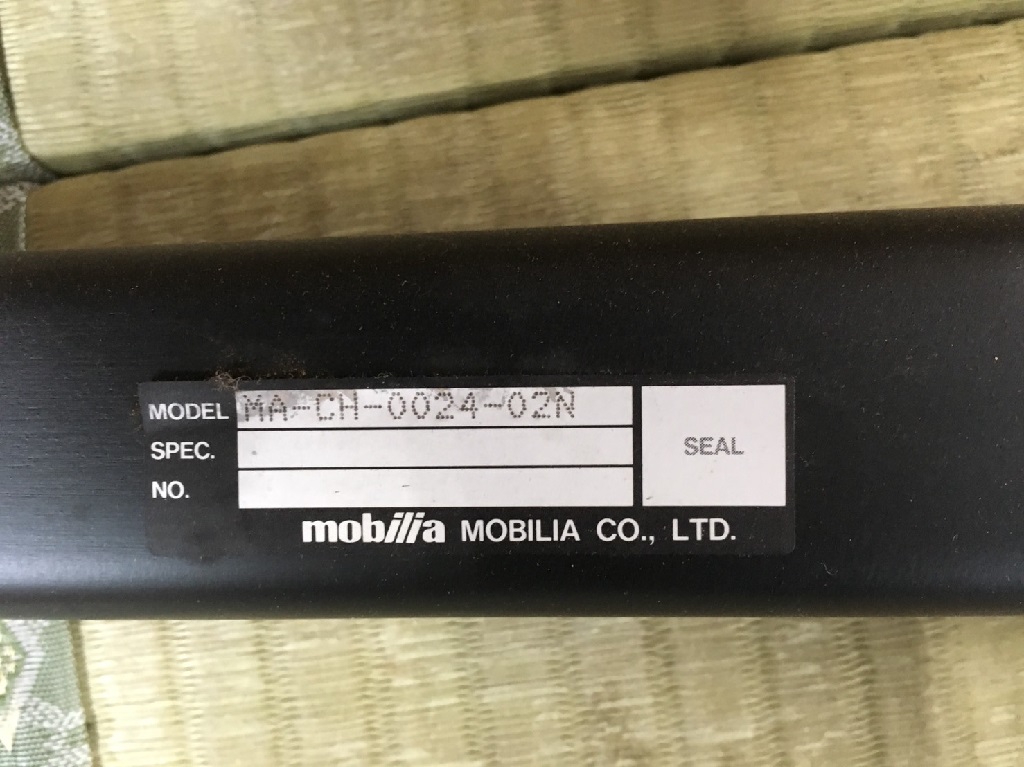 MODEL MA-CH-0024-02N
SPEC.
NO.
SEAL
mobilia MOBILIA CO., LTD.